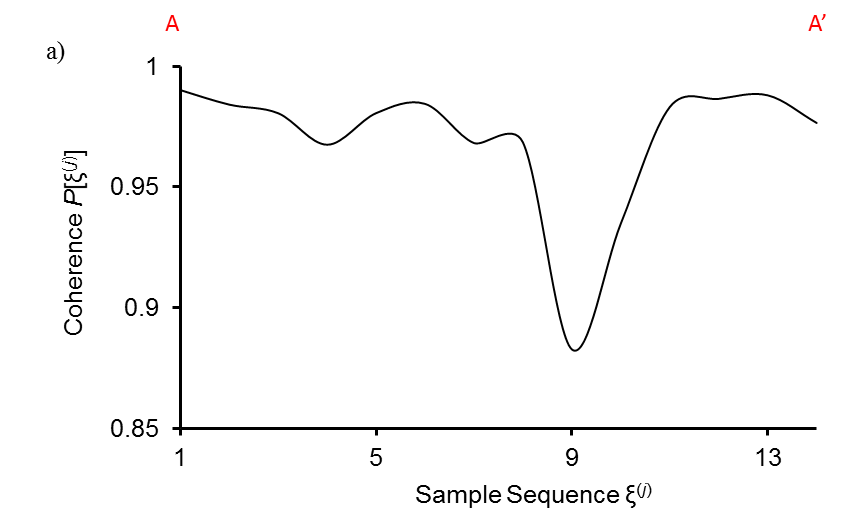 A A’
a)
1
0.95
0.9
0.85
Coherence P[ξ⁽ʲ⁾]
1 5 9 13
Sample Sequence ξ⁽ʲ⁾